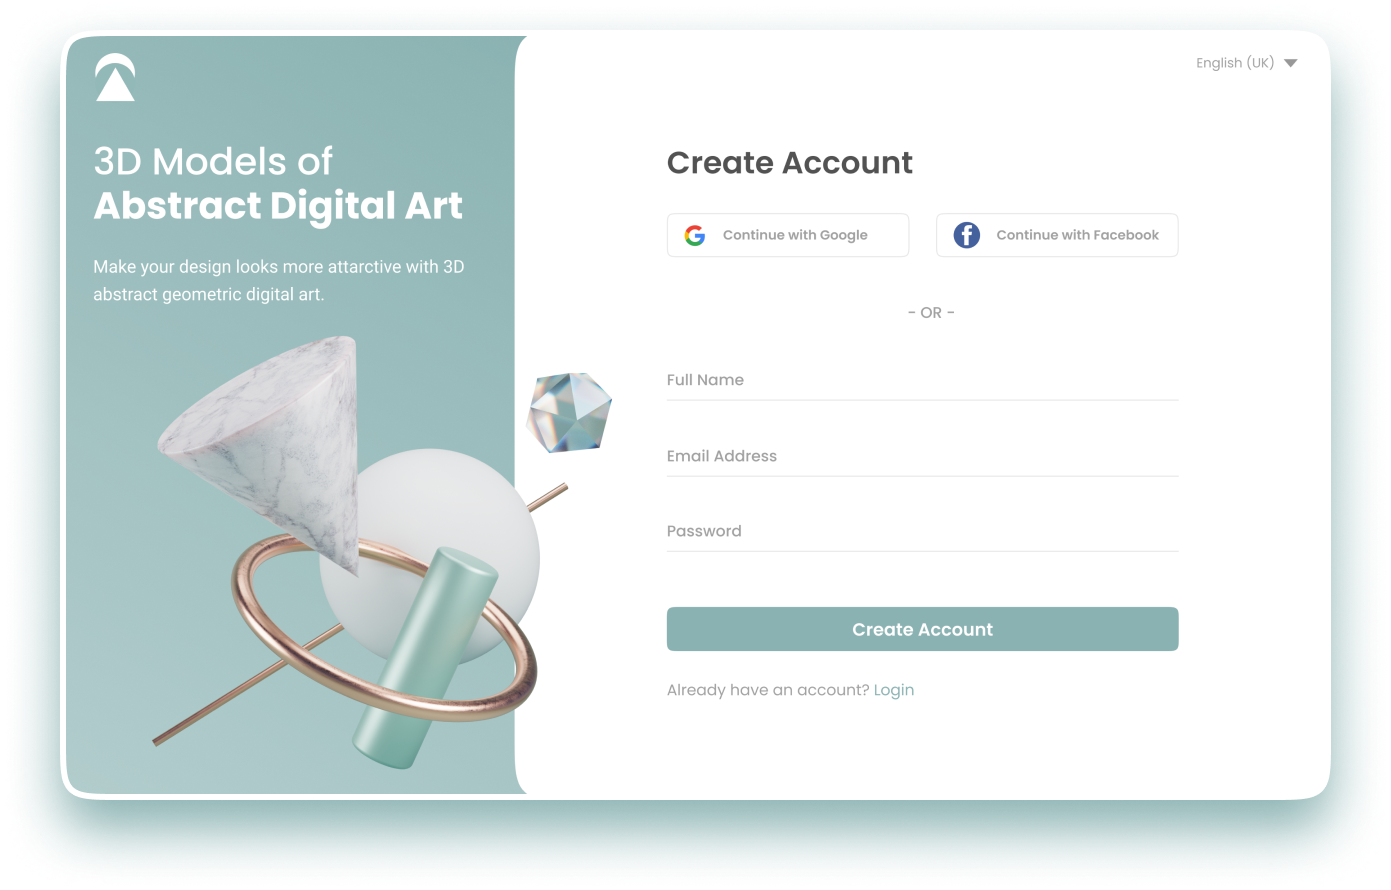 3D Models of
Abstract Digital Art
Make your design looks more attarctive with 3D
abstract geometric digital art.
English (UK)
Create Account
Continue with Google
Continue with Facebook
- OR -
Full Name
Email Address
Password
Create Account
Already have an account? Login